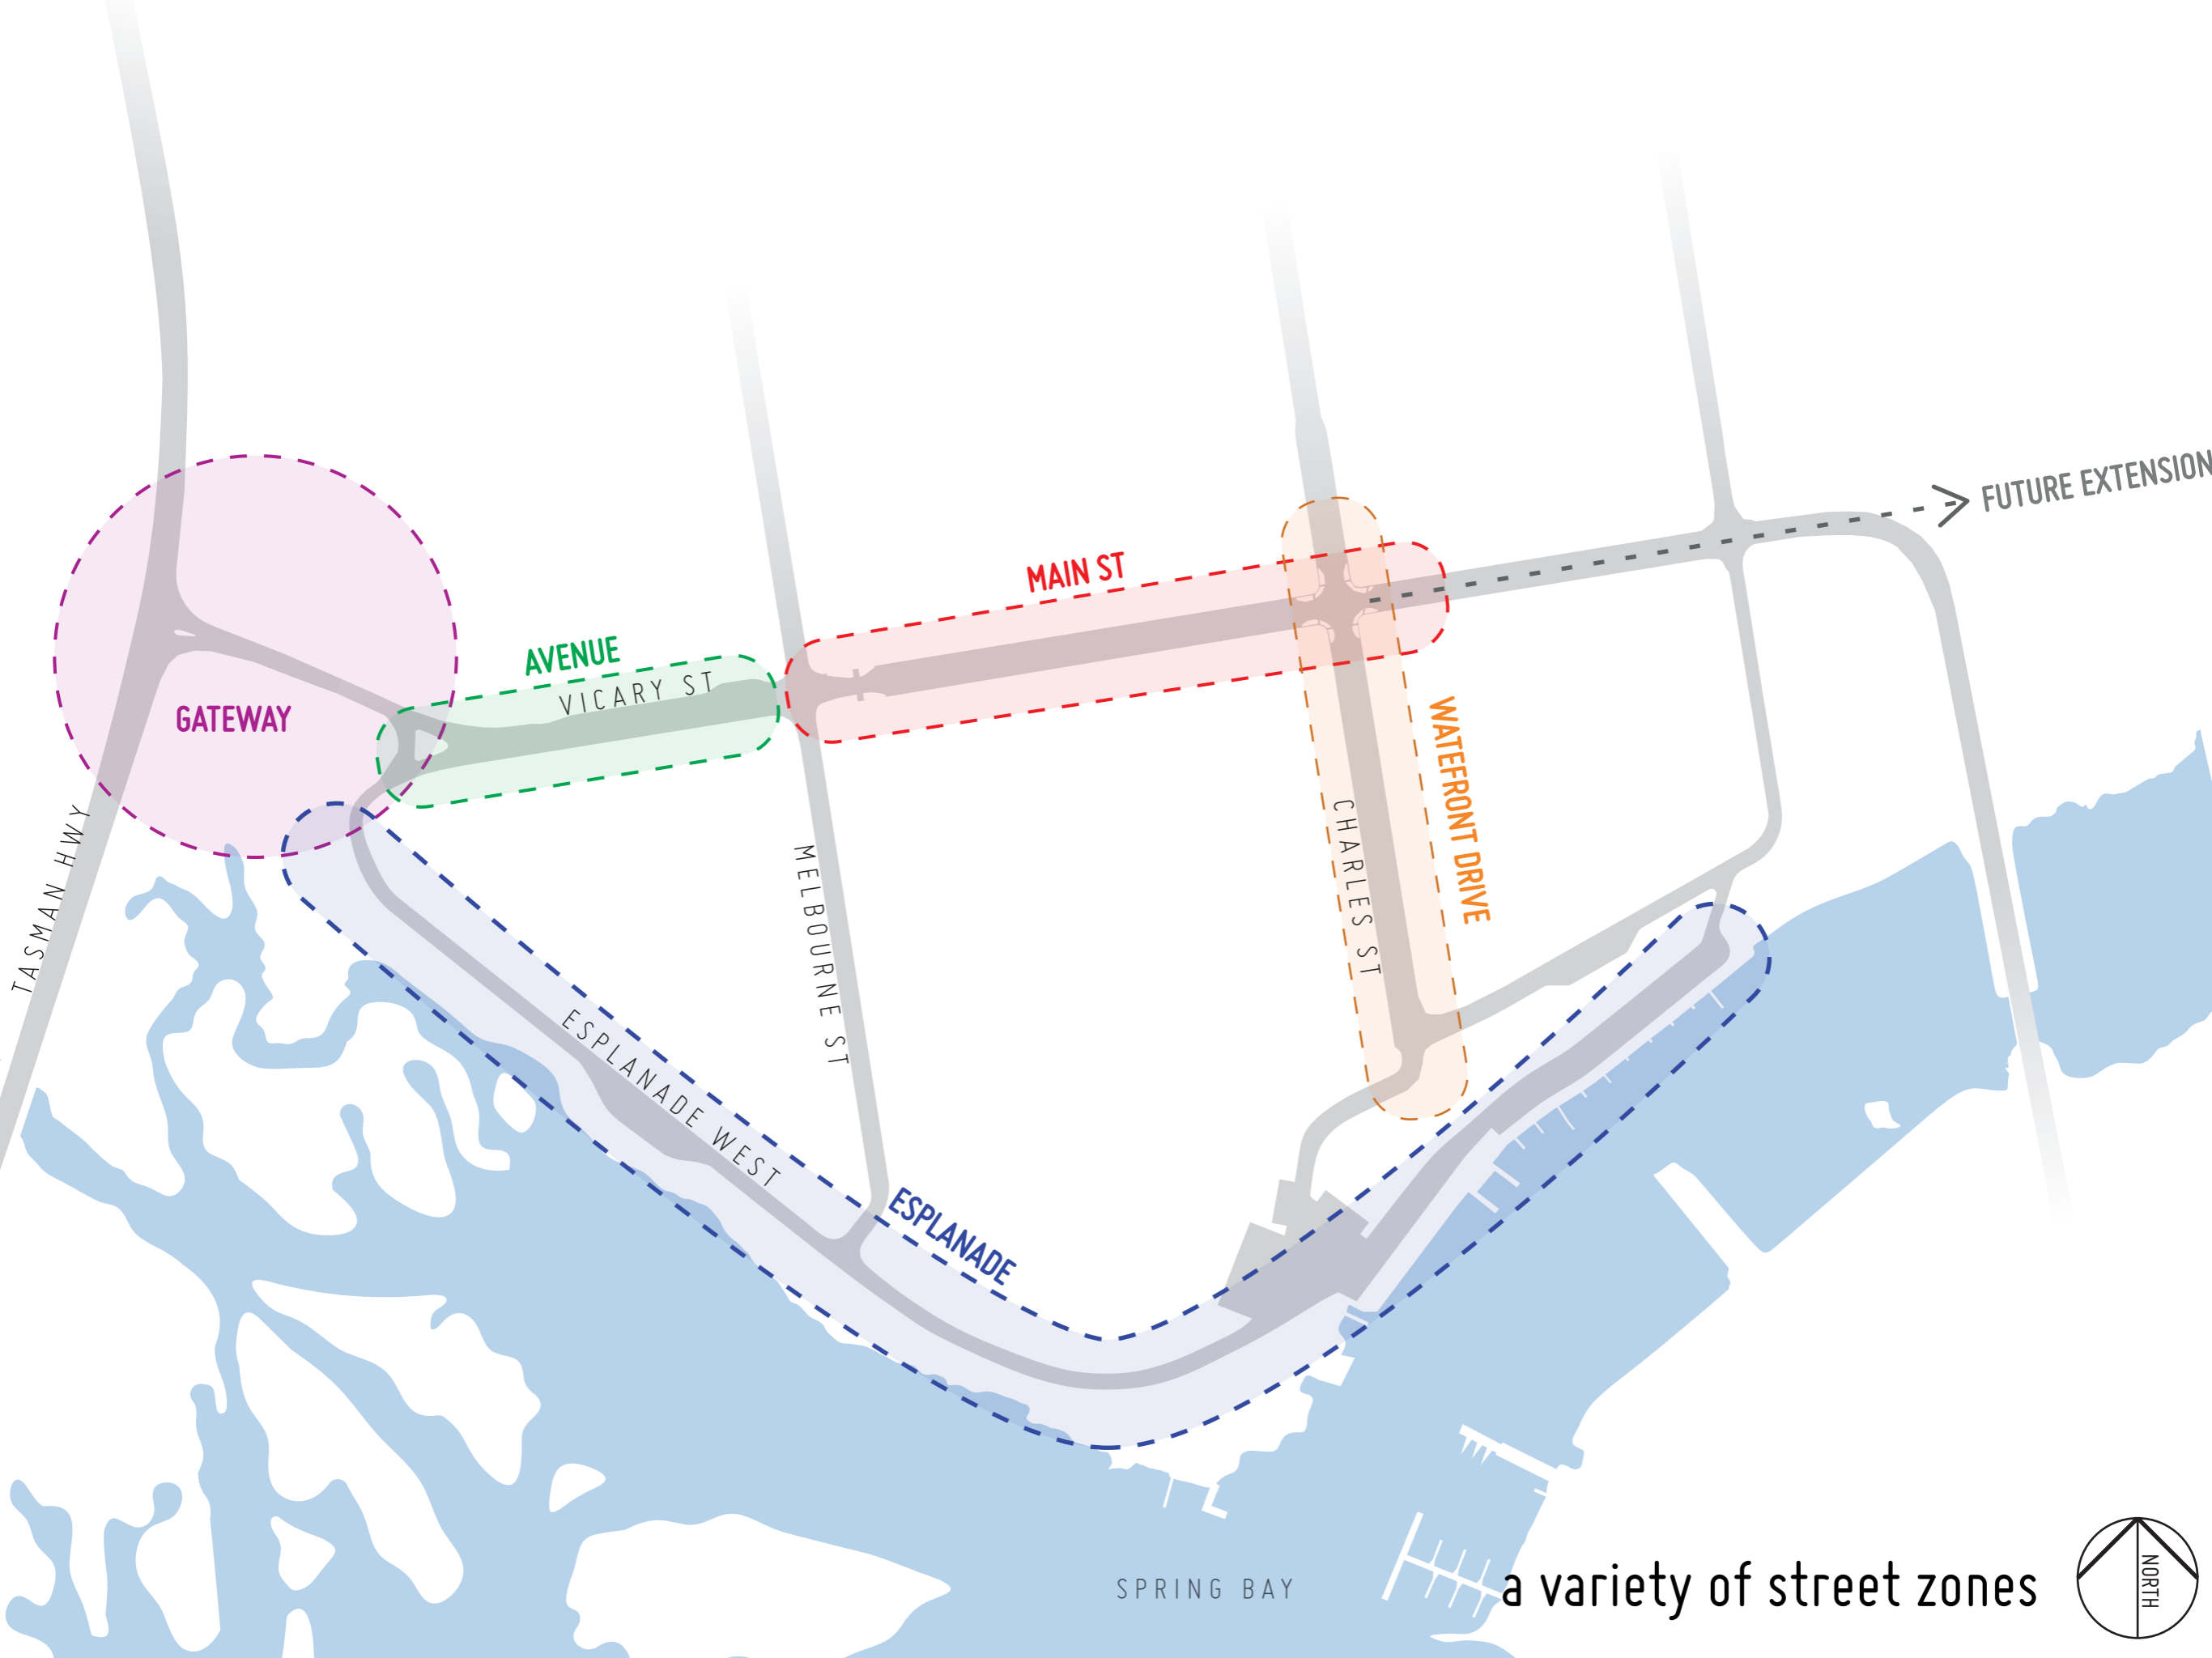 FUTURE EXTENSION
MAIN ST
AVENUE
VICARY ST
GATEWAY
WATEFRONT DRIVE
CHARLES ST
TASMAN HWY
MELBOURNE ST
ESPLANADE WEST
ESPLANADE
SPRING BAY
a variety of street zones
NORTH